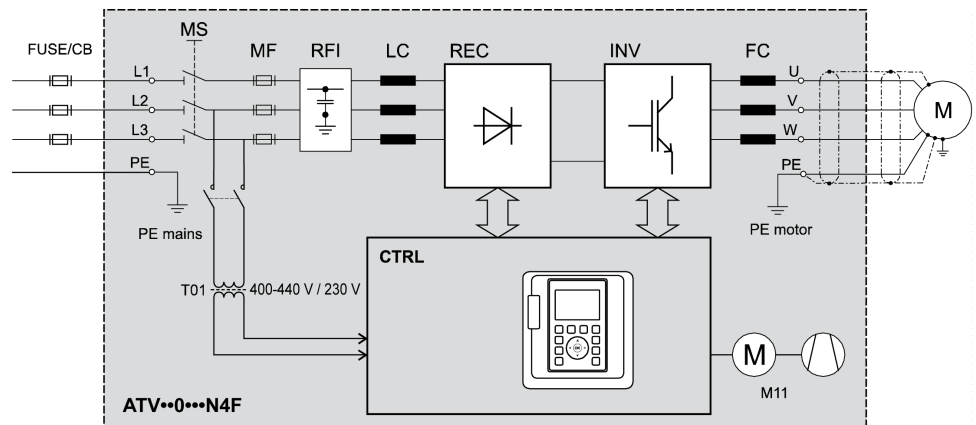 FUSE/CB
MS
MF
RFI
LC
REC
INV
FC
L1
L2
L3
PE
U
V
W
PE
M
PE mains
PE motor
CTRL
T01
400-440 V / 230 V
OK
M
M11
ATV••0•••N4F